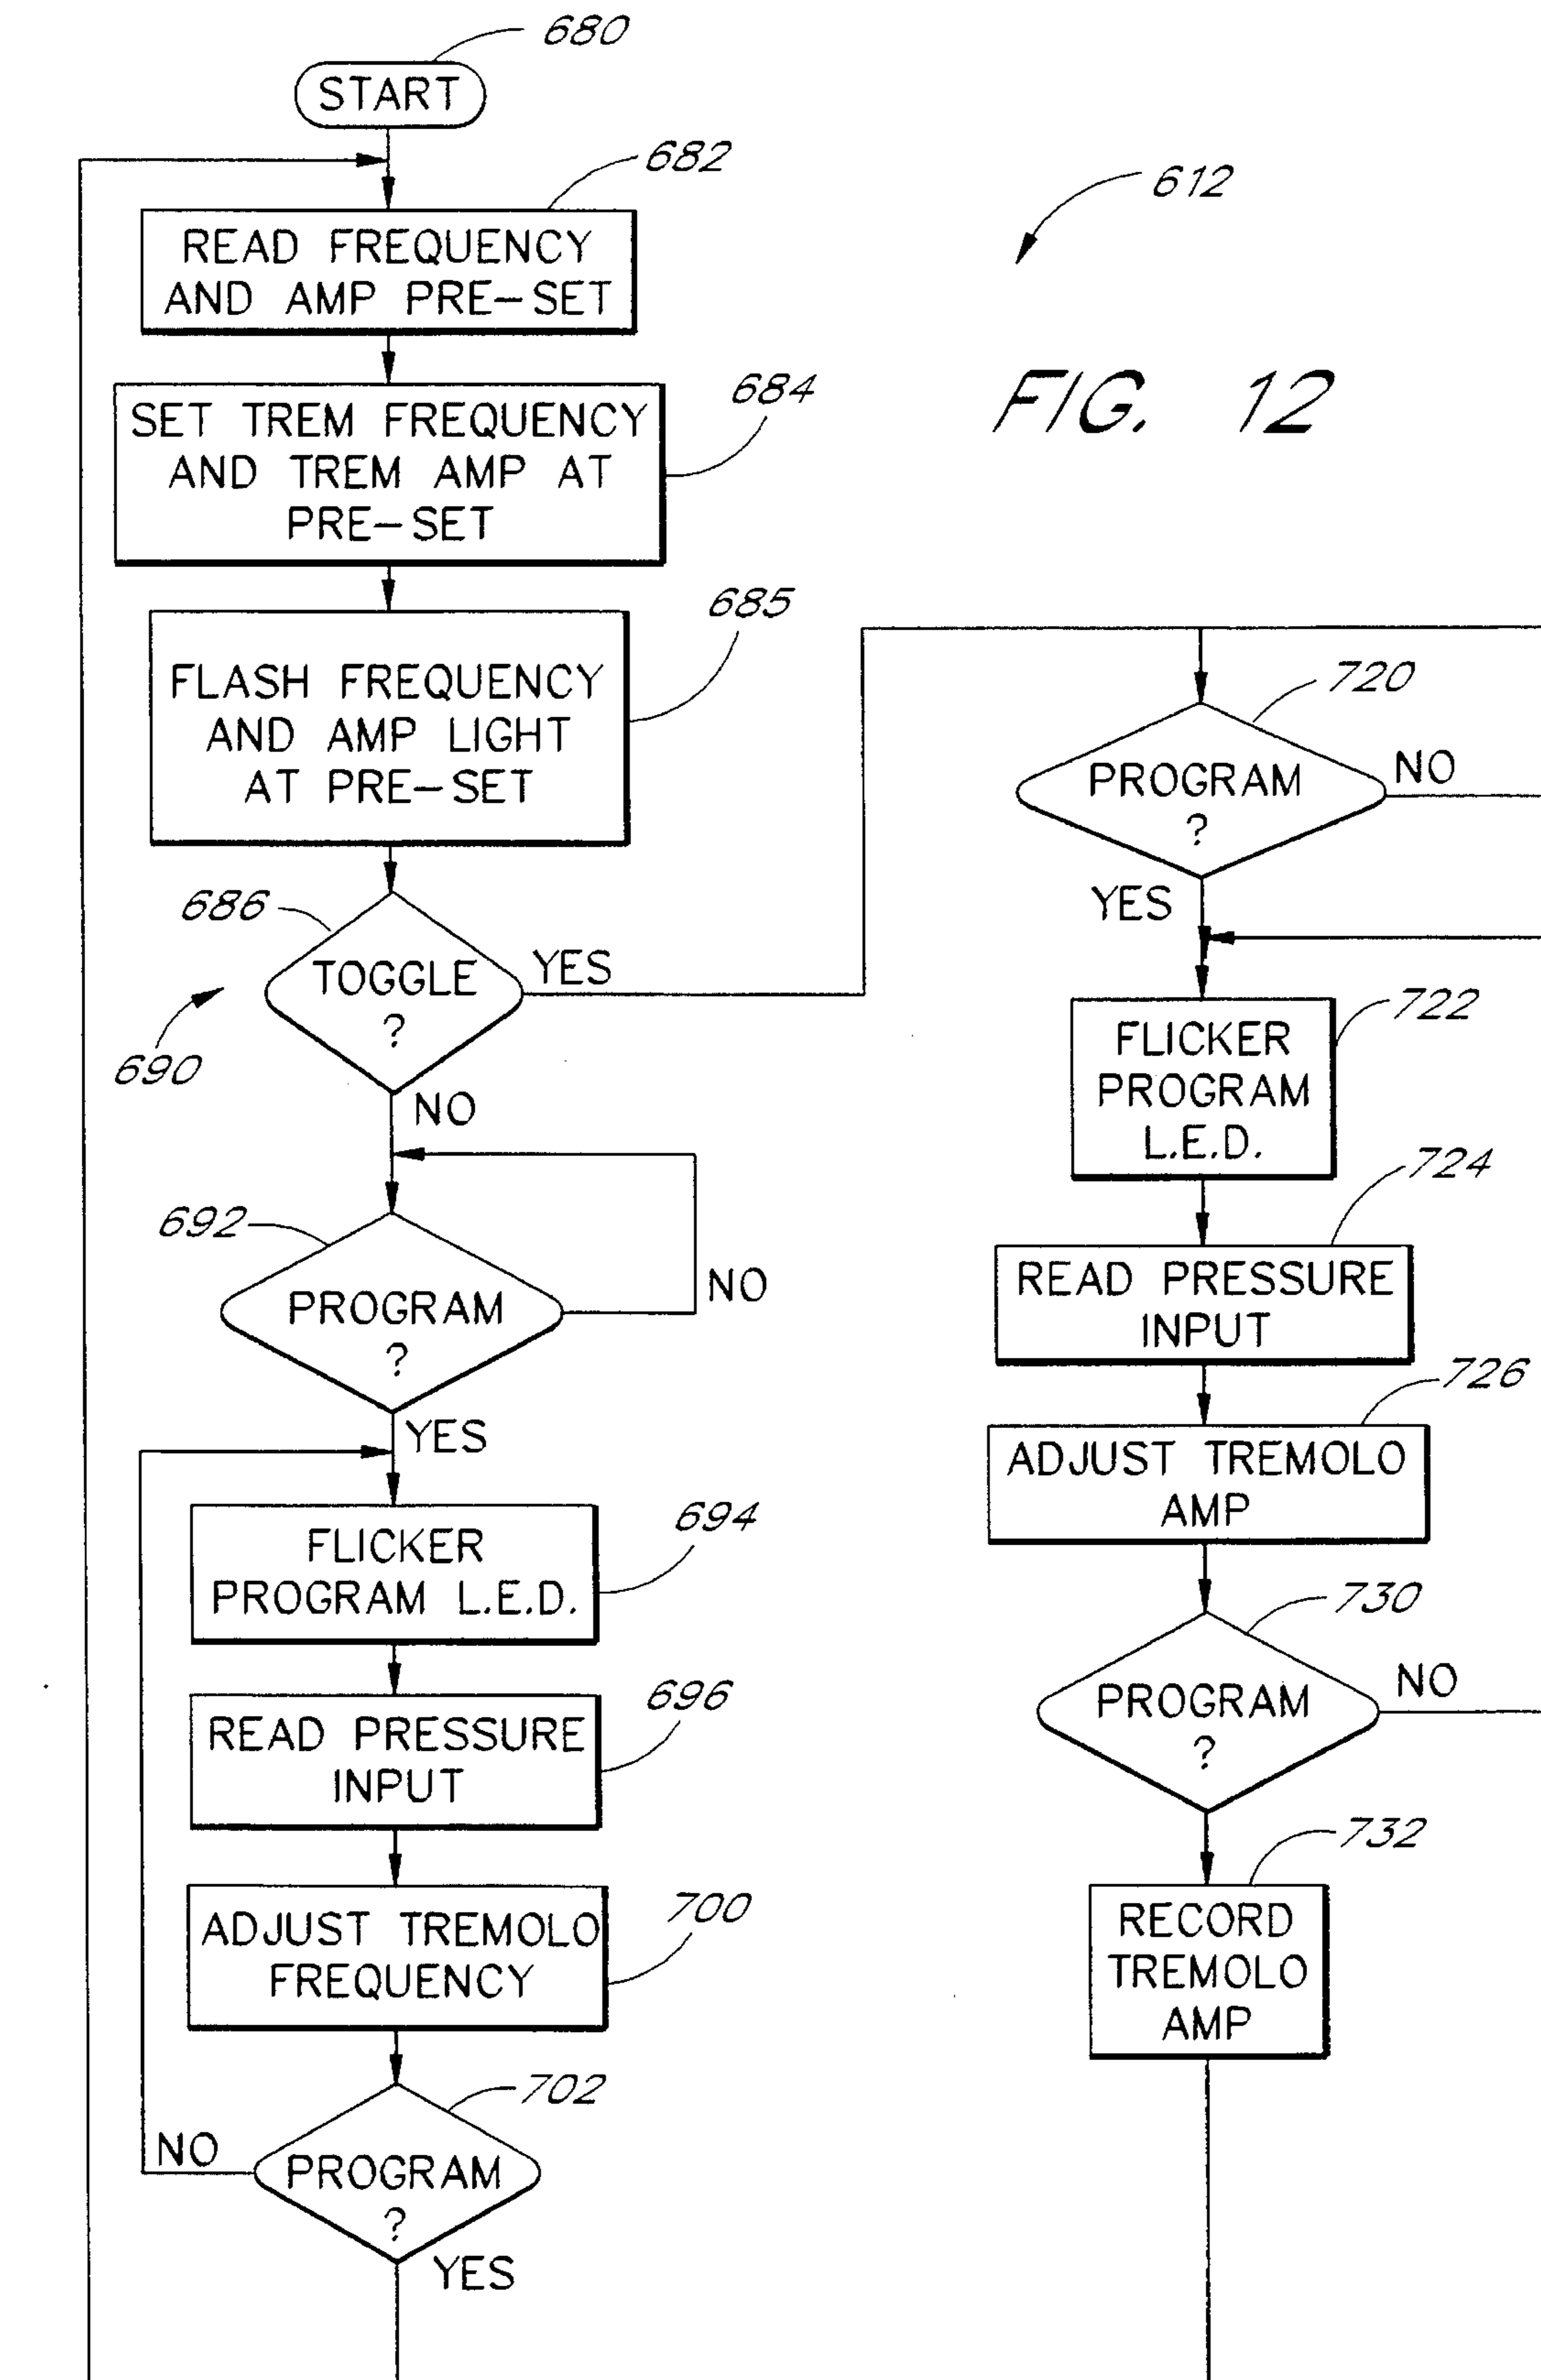 680
START
682
612
READ FREQUENCY
AND AMP PRE-SET
FIG. 12
684
SET TREM FREQUENCY
AND TREM AMP AT
PRE-SET
685
FLASH FREQUENCY
AND AMP LIGHT
AT PRE-SET
686
TOGGLE
?
YES
690
NO
692
PROGRAM
?
NO
YES
694
FLICKER
PROGRAM L.E.D.
696
READ PRESSURE
INPUT
700
ADJUST TREMOLO
FREQUENCY
702
NO
PROGRAM
?
YES
720
PROGRAM
?
NO
YES
722
FLICKER
PROGRAM
L.E.D.
724
READ PRESSURE
INPUT
726
ADJUST TREMOLO
AMP
730
PROGRAM
?
NO
732
RECORD
TREMOLO
AMP